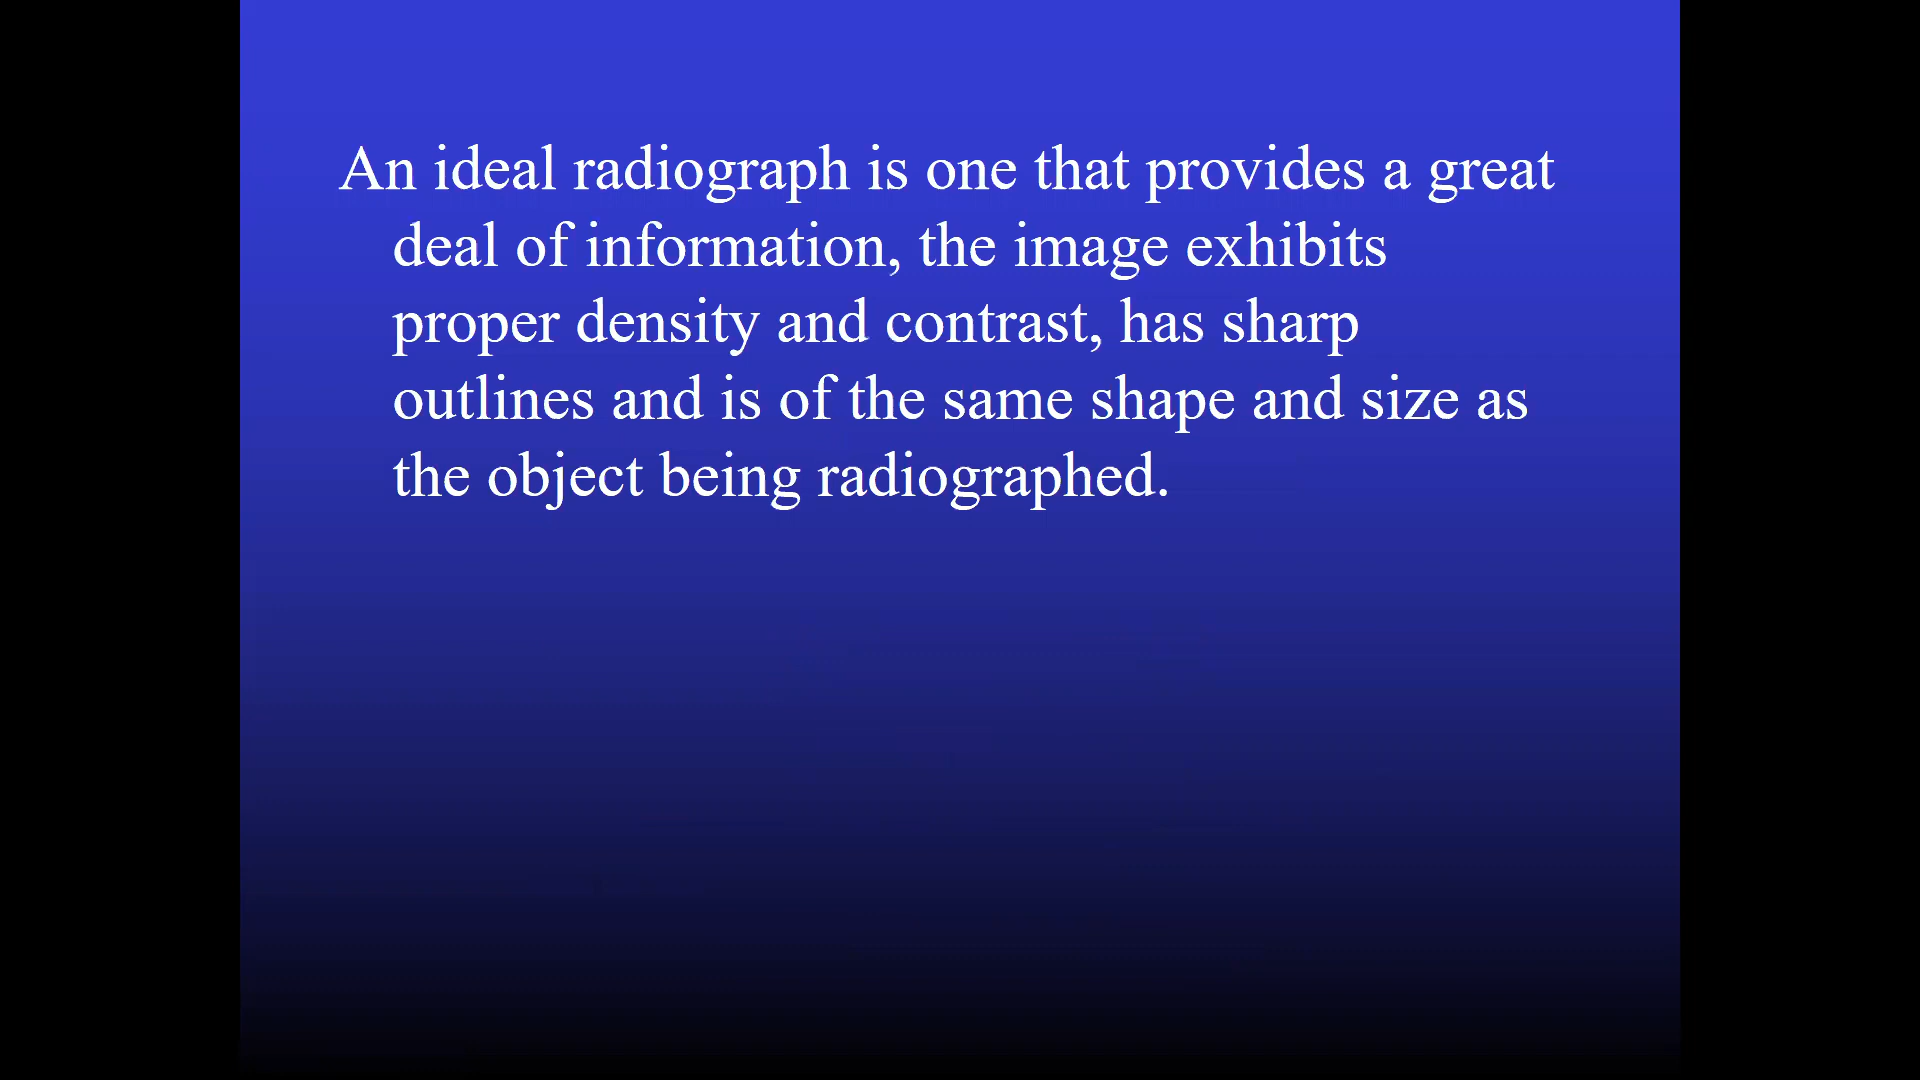 An ideal radiograph is one that provides a great
deal of information, the image exhibits
proper density and contrast, has sharp
outlines and is of the same shape and size as
the object being radiographed.